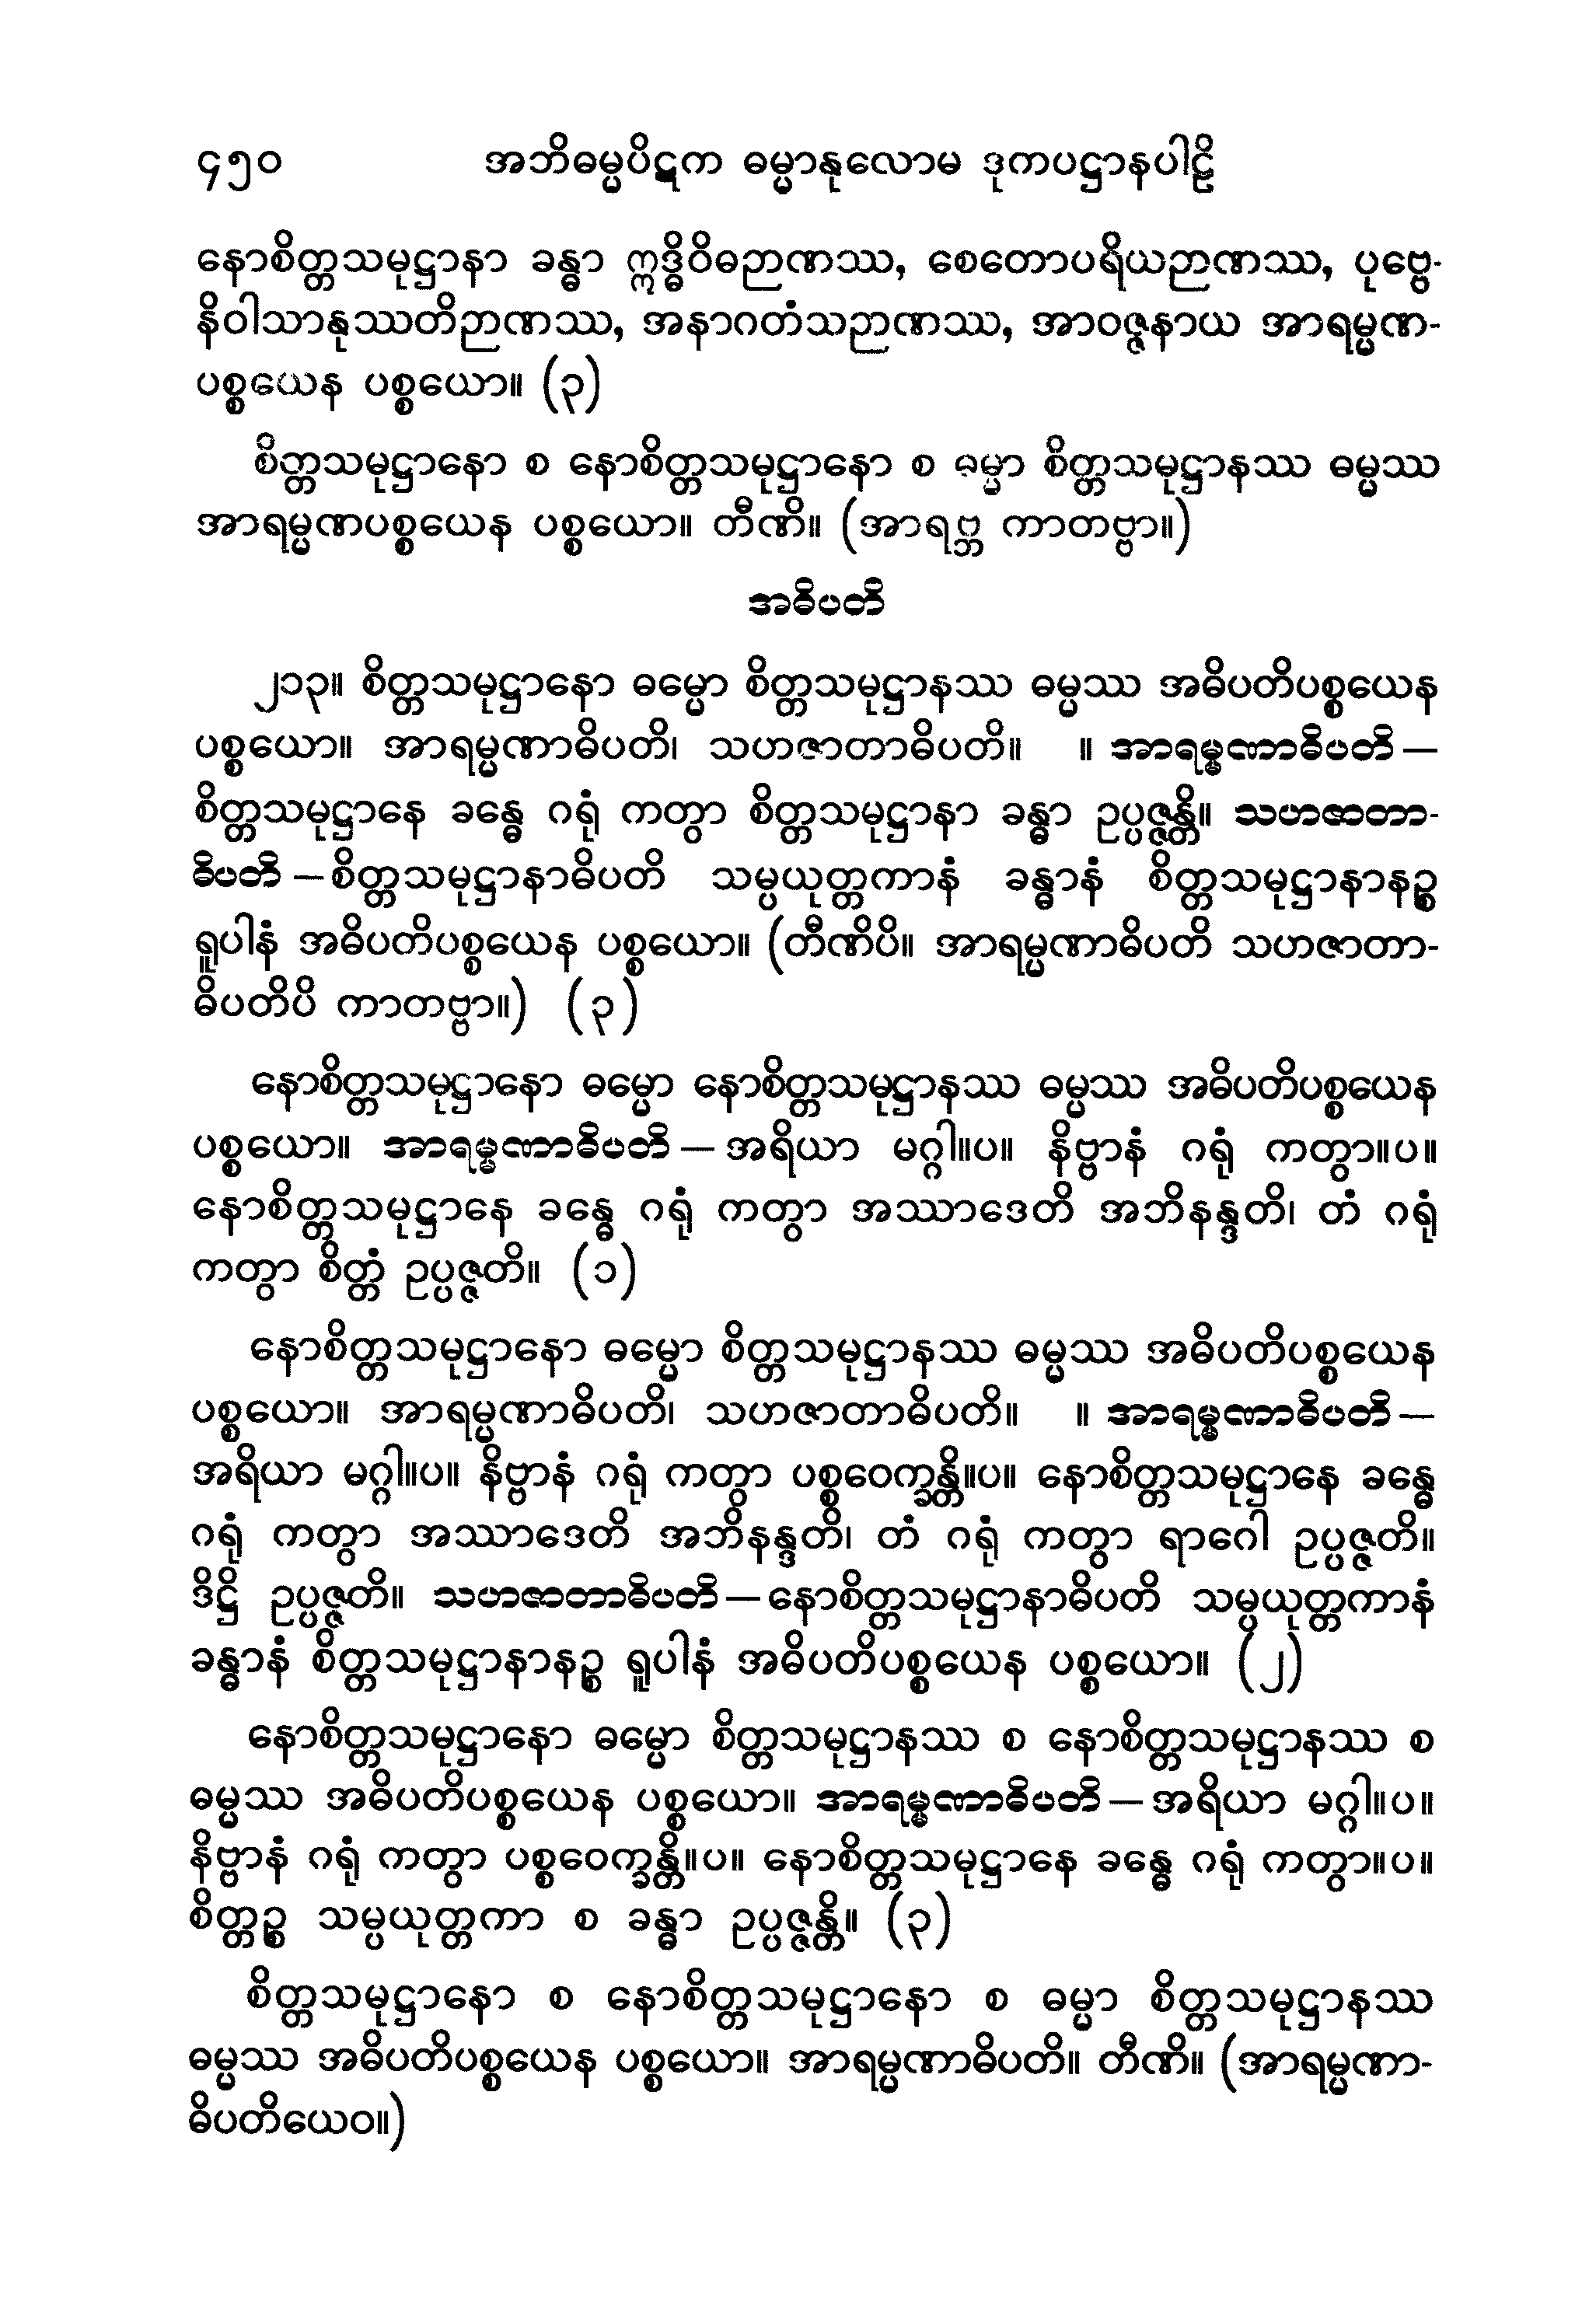 ၄၅၀ အဘိဓမ္မပိဋက ဓမ္မာနုလောမ ဒုကပဋ္ဌာနပါဠိ
နောစိတ္တသမုဋ္ဌာနာ ခန္ဓာ ဣဒ္ဓိဝိဓဉာဏဿ, စေတောပရိယဉာဏဿ, ပုဗ္ဗေ-
နိဝါသာနုဿတိဉာဏဿ, အနာဂတံသဉာဏဿ, အာဝဇ္ဇနာယ အာရမ္မဏ-
ပစ္စယေန ပစ္စယော။ (၃)
စိတ္တသမုဋ္ဌာနော စ နောစိတ္တသမုဋ္ဌာနော စ ဓမ္မာ စိတ္တသမုဋ္ဌာနဿ ဓမ္မဿ
အာရမ္မဏပစ္စယေန ပစ္စယော။ တီဏိ။ (အာရဗ္ဘ ကာတဗ္ဗာ။)
အဓိပတိ
၂၁၃။ စိတ္တသမုဋ္ဌာနော ဓမ္မော စိတ္တသမုဋ္ဌာနဿ ဓမ္မဿ အဓိပတိပစ္စယေန
ပစ္စယော။ အာရမ္မဏာဓိပတိ၊ သဟဇာတာဓိပတိ။ ။ အာရမ္မဏာဓိပတိ —
စိတ္တသမုဋ္ဌာနေ ခန္ဓေ ဂရုံ ကတွာ စိတ္တသမုဋ္ဌာနာ ခန္ဓာ ဥပ္ပဇ္ဇန္တိ။ သဟဇာတာ-
ဓိပတိ — စိတ္တသမုဋ္ဌာနာဓိပတိ သမ္ပယုတ္တကာနံ ခန္ဓာနံ စိတ္တသမုဋ္ဌာနာနဉ္စ
ရူပါနံ အဓိပတိပစ္စယေန ပစ္စယော။ (တီဏိပိ။ အာရမ္မဏာဓိပတိ သဟဇာတာ-
ဓိပတိပိ ကာတဗ္ဗာ။) (၃)
နောစိတ္တသမုဋ္ဌာနော ဓမ္မော နောစိတ္တသမုဋ္ဌာနဿ ဓမ္မဿ အဓိပတိပစ္စယေန
ပစ္စယော။ အာရမ္မဏာဓိပတိ — အရိယာ မဂ္ဂါ။ပ။ နိဗ္ဗာနံ ဂရုံ ကတွာ။ပ။
နောစိတ္တသမုဋ္ဌာနေ ခန္ဓေ ဂရုံ ကတွာ အဿာဒေတိ အဘိနန္ဒတိ၊ တံ ဂရုံ
ကတွာ စိတ္တံ ဥပ္ပဇ္ဇတိ။ (၁)
နောစိတ္တသမုဋ္ဌာနော ဓမ္မော စိတ္တသမုဋ္ဌာနဿ ဓမ္မဿ အဓိပတိပစ္စယေန
ပစ္စယော။ အာရမ္မဏာဓိပတိ၊ သဟဇာတာဓိပတိ။ ။ အာရမ္မဏာဓိပတိ —
အရိယာ မဂ္ဂါ။ပ။ နိဗ္ဗာနံ ဂရုံ ကတွာ ပစ္စဝေက္ခန္တိ။ပ။ နောစိတ္တသမုဋ္ဌာနေ ခန္ဓေ
ဂရုံ ကတွာ အဿာဒေတိ အဘိနန္ဒတိ၊ တံ ဂရုံ ကတွာ ရာဂေါ ဥပ္ပဇ္ဇတိ။
ဒိဋ္ဌိ ဥပ္ပဇ္ဇတိ။ သဟဇာတာဓိပတိ — နောစိတ္တသမုဋ္ဌာနာဓိပတိ သမ္ပယုတ္တကာနံ
ခန္ဓာနံ စိတ္တသမုဋ္ဌာနာနဉ္စ ရူပါနံ အဓိပတိပစ္စယေန ပစ္စယော။ (၂)
နောစိတ္တသမုဋ္ဌာနော ဓမ္မော စိတ္တသမုဋ္ဌာနဿ စ နောစိတ္တသမုဋ္ဌာနဿ စ
ဓမ္မဿ အဓိပတိပစ္စယေန ပစ္စယော။ အာရမ္မဏာဓိပတိ — အရိယာ မဂ္ဂါ။ပ။
နိဗ္ဗာနံ ဂရုံ ကတွာ ပစ္စဝေက္ခန္တိ။ပ။ နောစိတ္တသမုဋ္ဌာနေ ခန္ဓေ ဂရုံ ကတွာ။ပ။
စိတ္တဉ္စ သမ္ပယုတ္တကာ စ ခန္ဓာ ဥပ္ပဇ္ဇန္တိ။ (၃)
စိတ္တသမုဋ္ဌာနော စ နောစိတ္တသမုဋ္ဌာနော စ ဓမ္မာ စိတ္တသမုဋ္ဌာနဿ
ဓမ္မဿ အဓိပတိပစ္စယေန ပစ္စယော။ အာရမ္မဏာဓိပတိ။ တီဏိ။ (အာရမ္မဏာ-
ဓိပတိယေဝ။)